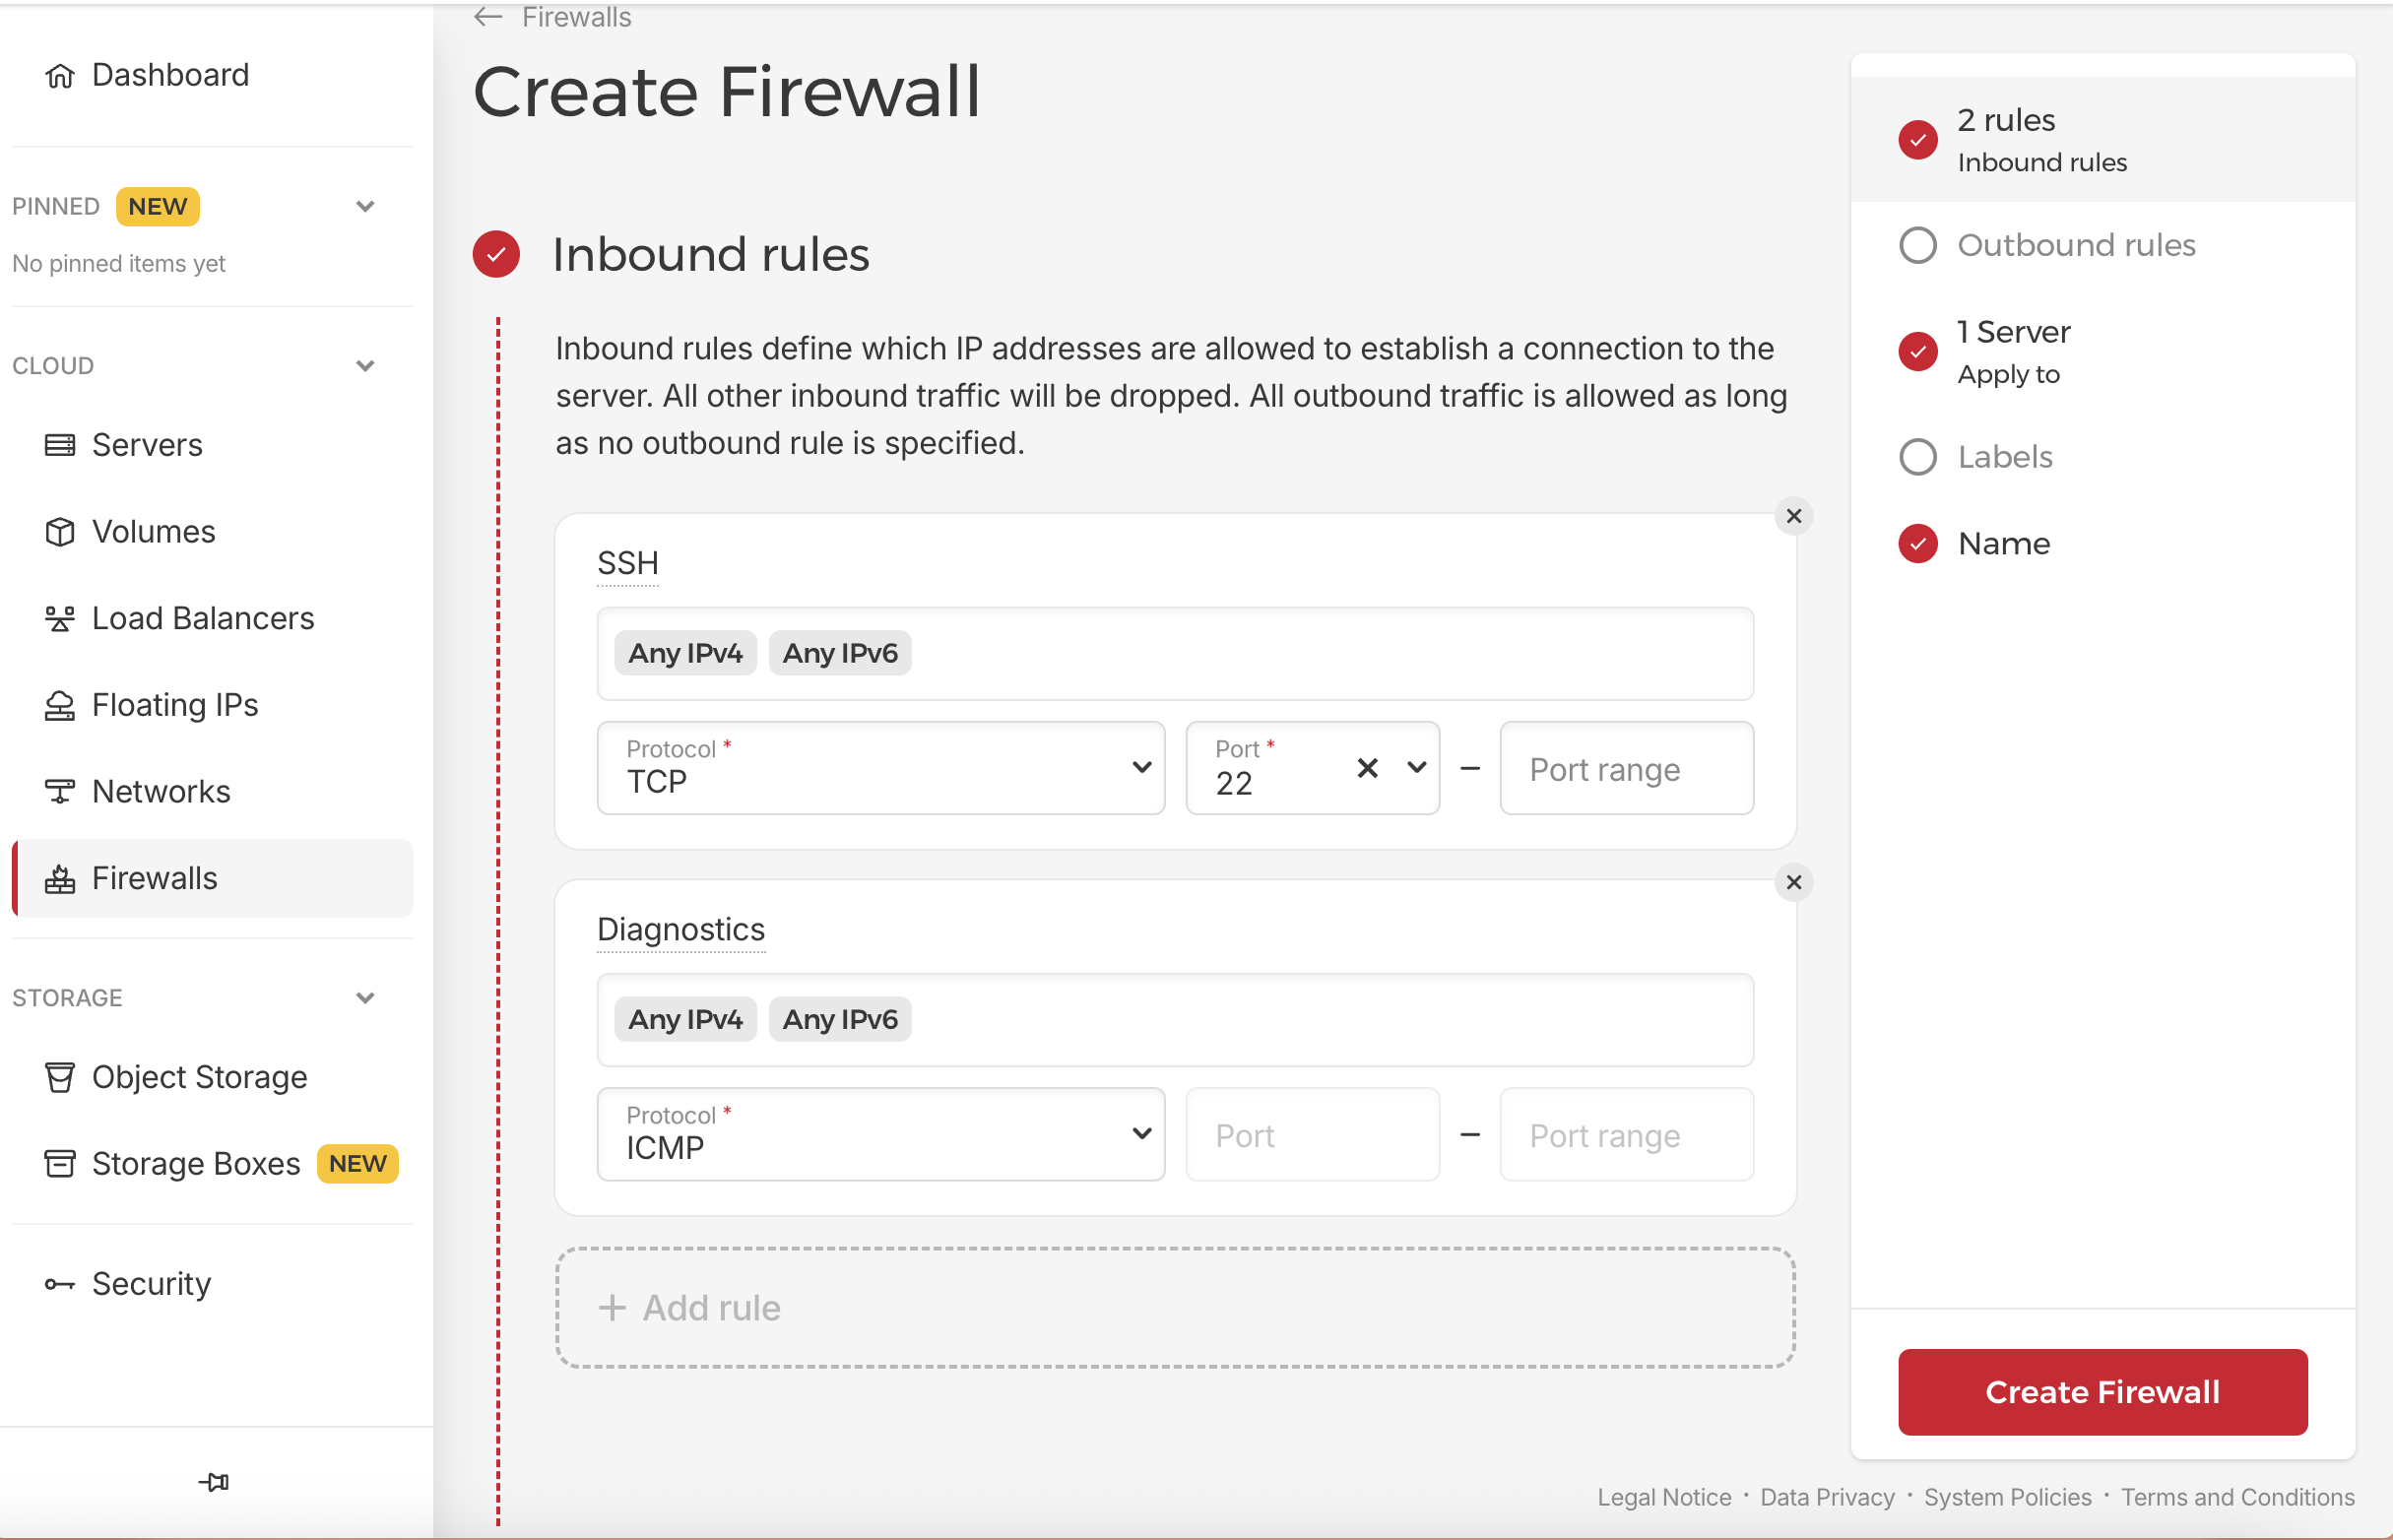 Dashboard
PINNED NEW
No pinned items yet
CLOUD
Servers
Volumes
Load Balancers
Floating IPs
Networks
Firewalls
STORAGE
Object Storage
Storage Boxes NEW
Security
Firewalls
Create Firewall
Inbound rules
Inbound rules define which IP addresses are allowed to establish a connection to the
server. All other inbound traffic will be dropped. All outbound traffic is allowed as long
as no outbound rule is specified.
SSH
Any IPv4 Any IPv6
Protocol * Port *
TCP 22 – Port range
Diagnostics
Any IPv4 Any IPv6
Protocol *
ICMP Port – Port range
+ Add rule
2 rules
Inbound rules
Outbound rules
1 Server
Apply to
Labels
Name
Create Firewall
Legal Notice · Data Privacy · System Policies · Terms and Conditions